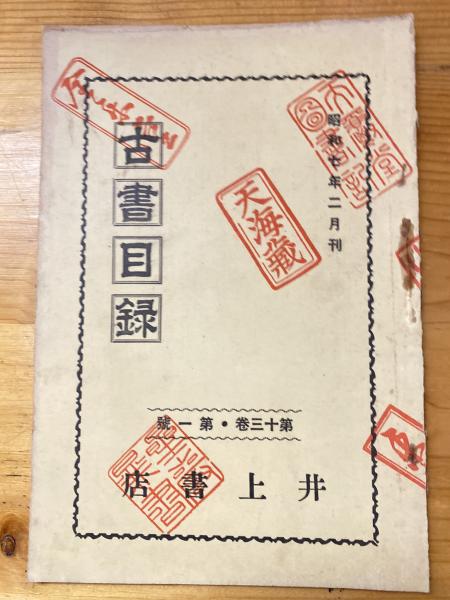 昭和七年二月刊
古書目録
天海蔵
第十三卷・第一號
井上書店